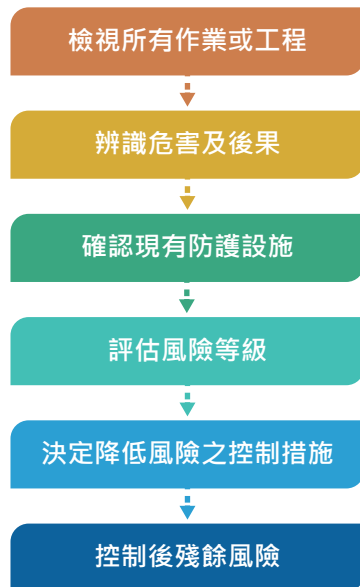 檢視所有作業或工程
辨識危害及後果
確認現有防護設施
評估風險等級
決定降低風險之控制措施
控制後殘餘風險